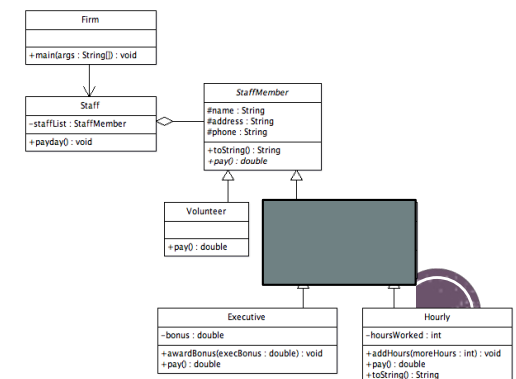 Firm
+main(args : String[]) : void
Staff
-staffList : StaffMember
+payday() : void
StaffMember
#name : String
#address : String
#phone : String
+toString() : String
+pay() : double
Volunteer
+pay() : double
Executive
-bonus : double
+awardBonus(execBonus : double) : void
+pay() : double
Hourly
-hoursWorked : int
+addHours(moreHours : int) : void
+pay() : double
+toString() : String